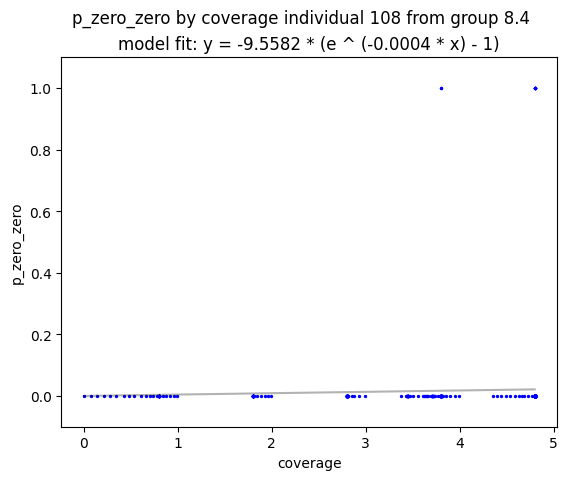 p_zero_zero by coverage individual 108 from group 8.4
model fit: y = -9.5582 * (e ^ (-0.0004 * x) - 1)
1.0
0.8
0.6
0.4
0.2
0.0
p_zero_zero
0 1 2 3 4 5
coverage